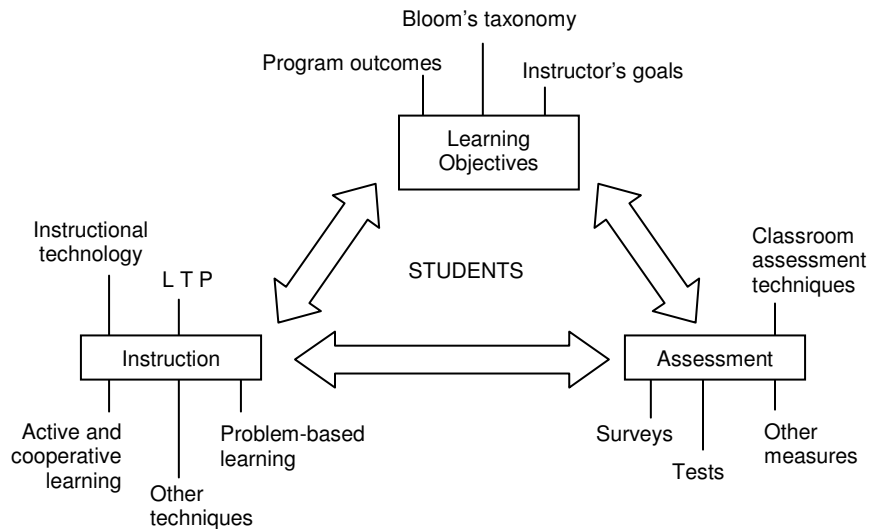 Bloom's taxonomy
Program outcomes
Instructor's goals
Learning
Objectives
Instructional
technology
L T P
STUDENTS
Classroom
assessment
techniques
Instruction
Assessment
Active and
cooperative
learning
Other
techniques
Problem-based
learning
Surveys
Tests
Other
measures